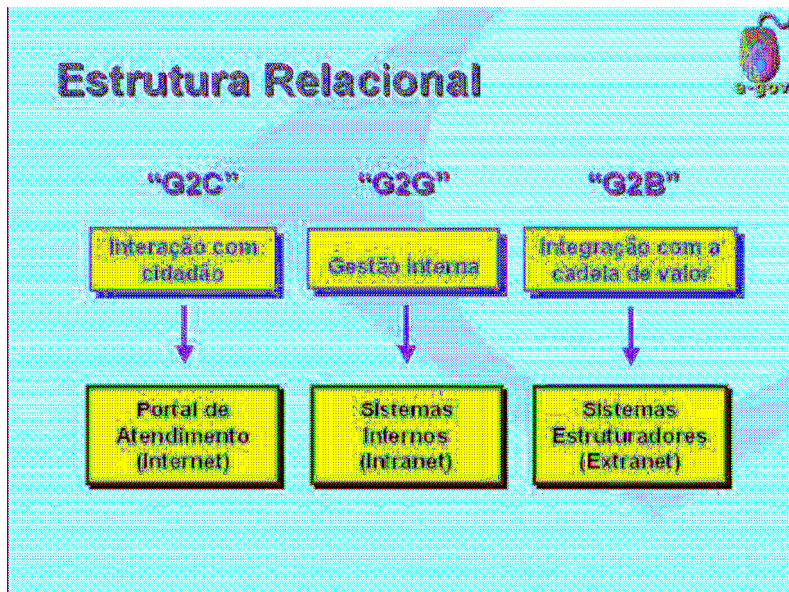 Estrutura Relacional
e-gov
“G2C”
“G2G”
“G2B”
Interação com
cidadão
Gestão Interna
Integração com a
cadeia de valor
Portal de
Atendimento
(Internet)
Sistemas
Internos
(Intranet)
Sistemas
Estruturadores
(Extranet)